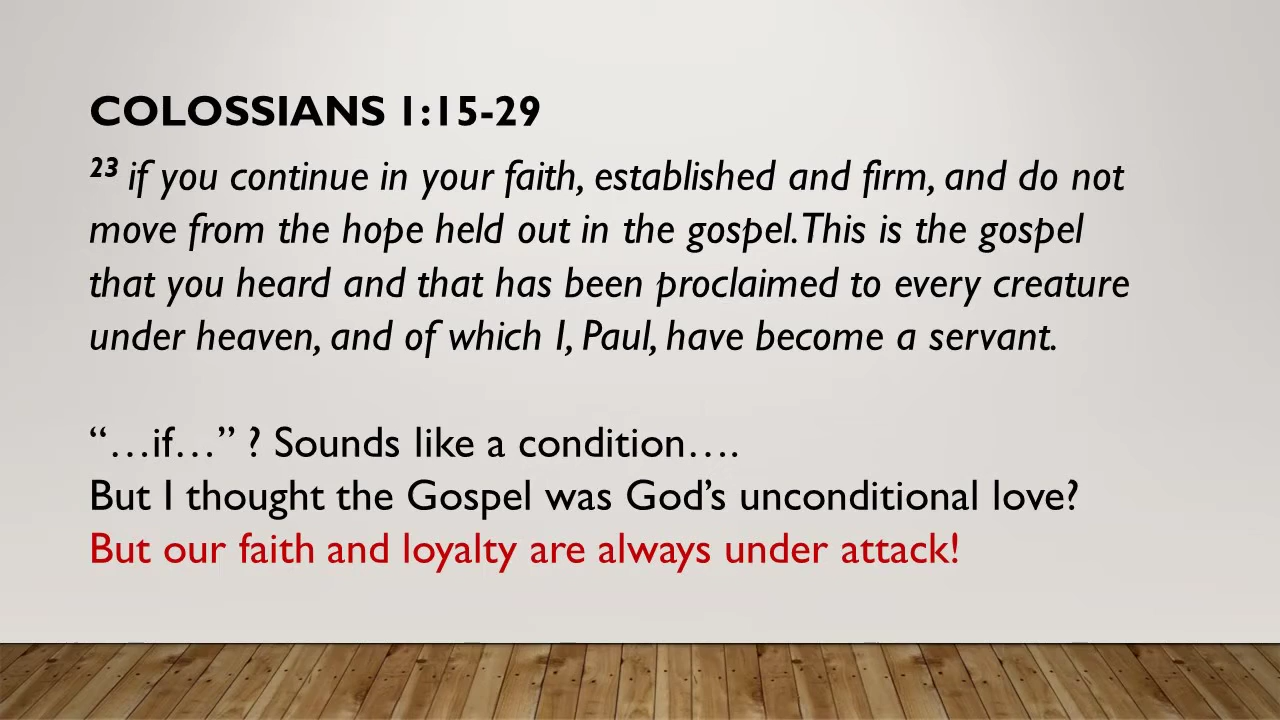 COLOSSIANS 1:15-29
23 if you continue in your faith, established and firm, and do not
move from the hope held out in the gospel. This is the gospel
that you heard and that has been proclaimed to every creature
under heaven, and of which I, Paul, have become a servant.
“…if…” ? Sounds like a condition….
But I thought the Gospel was God’s unconditional love?
But our faith and loyalty are always under attack!